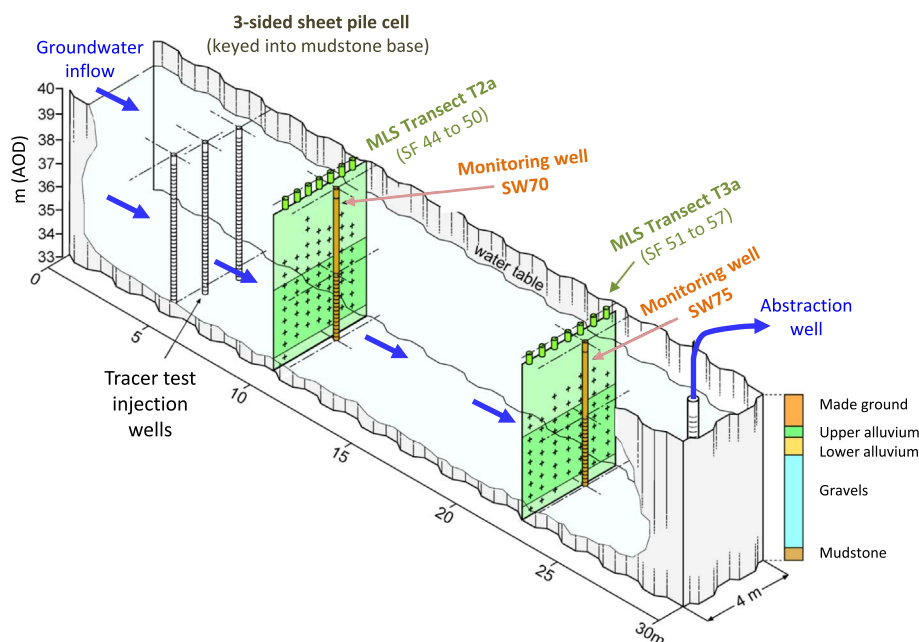 3-sided sheet pile cell
(keyed into mudstone base)
Groundwater
inflow
MLS Transect T2a
(SF 44 to 50)
Monitoring well
SW70
MLS Transect T3a
(SF 51 to 57)
Monitoring well
SW75
water table
Abstraction
well
m (AOD)
40
39
38
37
36
35
34
33
0
5
10
15
20
25
30m
4 m
Tracer test
injection
wells
Made ground
Upper alluvium
Lower alluvium
Gravels
Mudstone